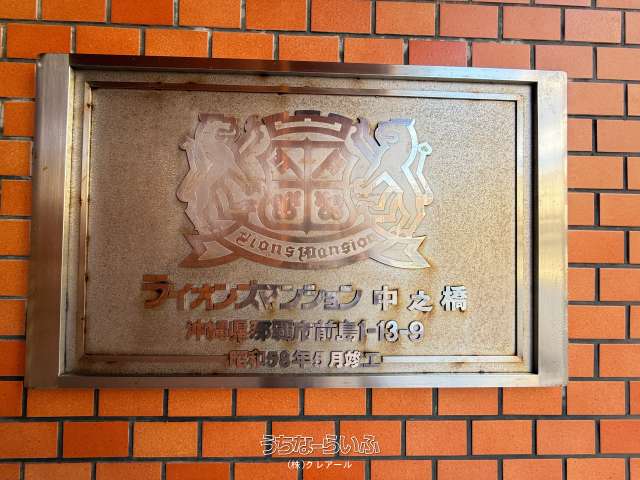 Lions Mansion
ライオンズマンション 中之橋
沖縄県那覇市前島1-13-9
昭和58年5月竣工
うちなーらいふ
(株)クレアール